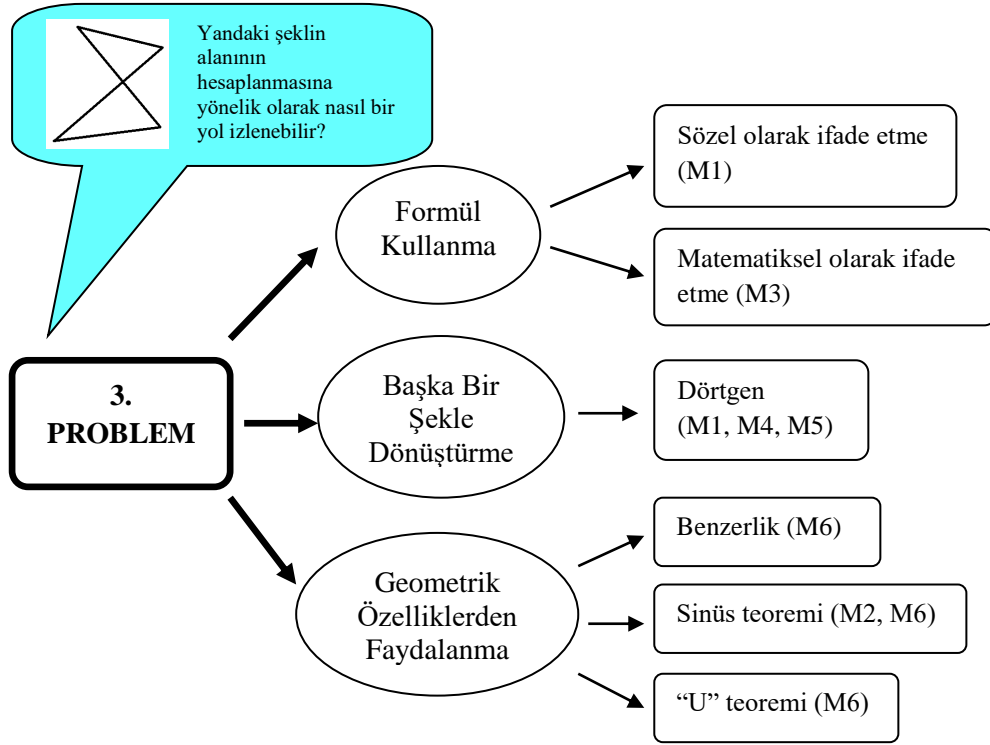 Yandaki şeklin
alanının
hesaplanmasına
yönelik olarak nasıl bir
yol izlenebilir?
3.
PROBLEM
Formül
Kullanma
Sözel olarak ifade etme
(M1)
Matematiksel olarak ifade
etme (M3)
Başka Bir
Şekle
Dönüştürme
Dörtgen
(M1, M4, M5)
Geometrik
Özelliklerden
Faydalanma
Benzerlik (M6)
Sinüs teoremi (M2, M6)
“U” teoremi (M6)